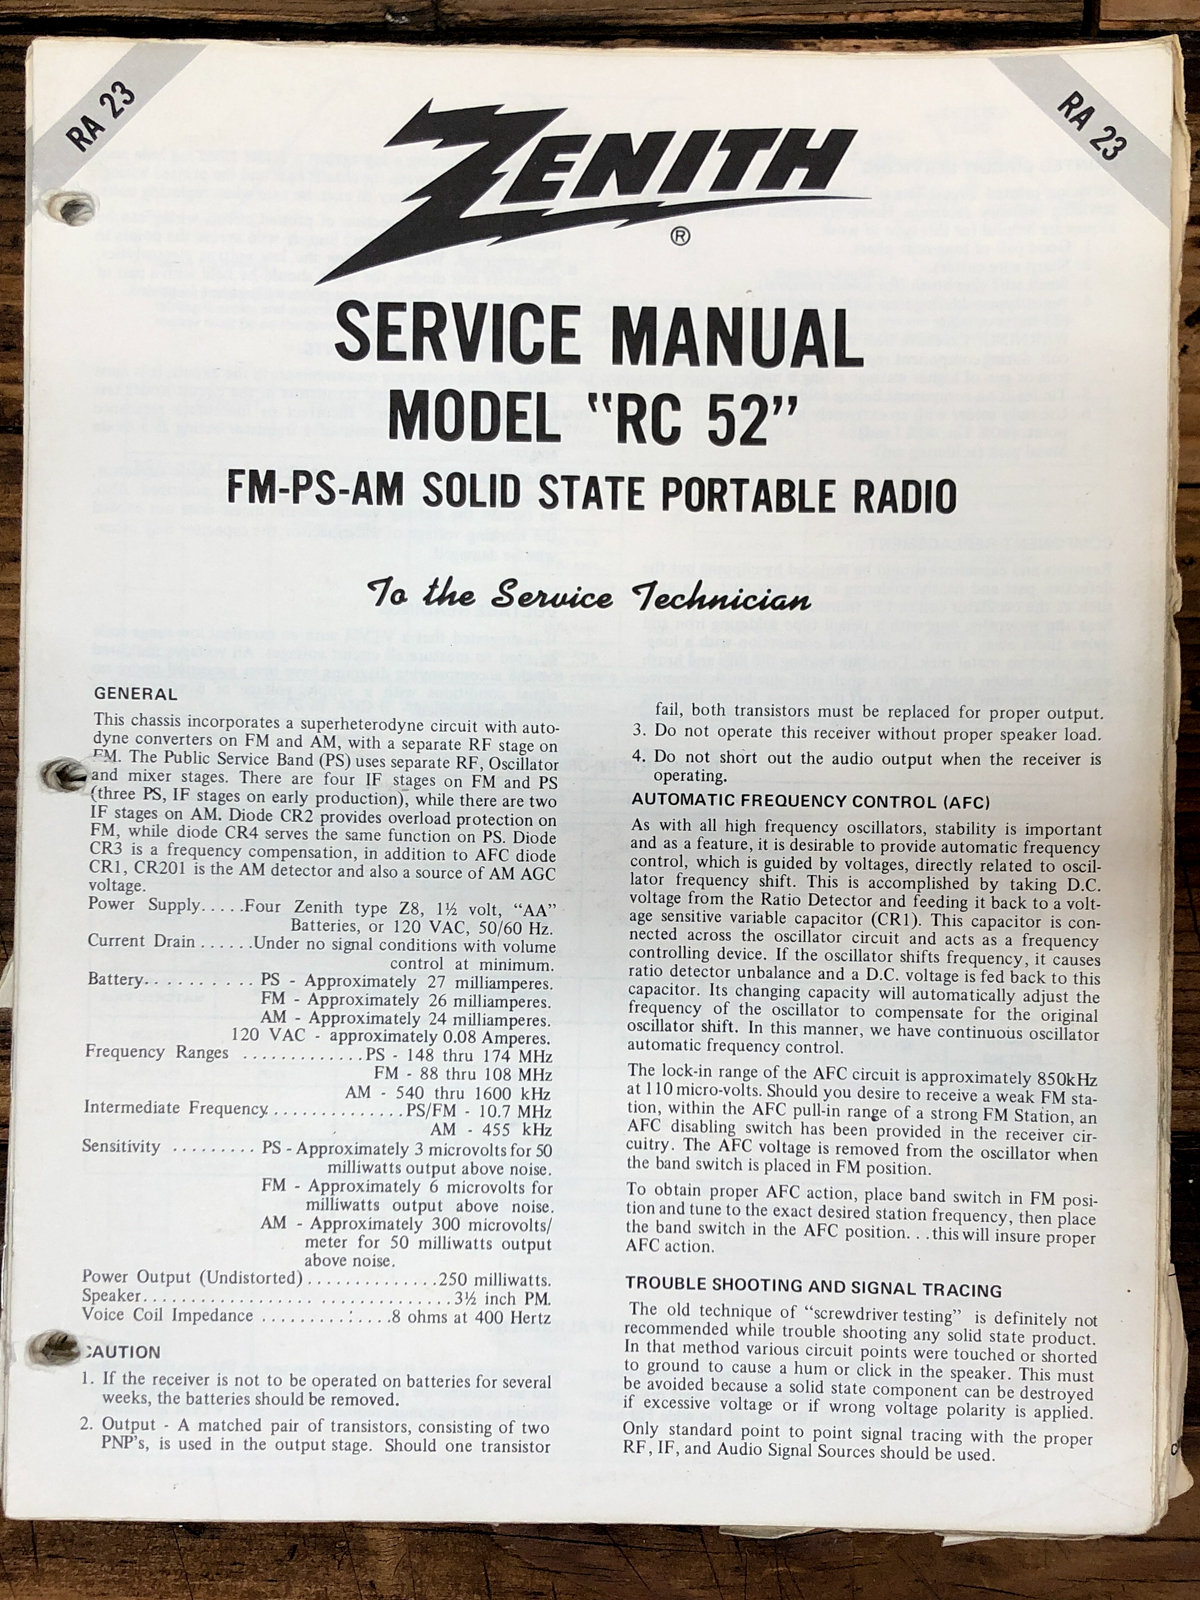 RA 23
RA 23
ZENITH
®
SERVICE MANUAL
MODEL "RC 52"
FM-PS-AM SOLID STATE PORTABLE RADIO
To the Service Technician
GENERAL
This chassis incorporates a superheterodyne circuit with auto-
dyne converters on FM and AM, with a separate RF stage on
FM. The Public Service Band (PS) uses separate RF, Oscillator
and mixer stages. There are four IF stages on FM and PS
(three PS, IF stages on early production), while there are two
IF stages on AM. Diode CR2 provides overload protection on
FM, while diode CR4 serves the same function on PS. Diode
CR3 is a frequency compensation, in addition to AFC diode
CR1, CR201 is the AM detector and also a source of AM AGC
voltage.
Power Supply.....Four Zenith type Z8, 1½ volt, "AA"
Batteries, or 120 VAC, 50/60 Hz.
Current Drain ......Under no signal conditions with volume
control at minimum.
Battery.......... PS - Approximately 27 milliamperes.
FM - Approximately 26 milliamperes.
AM - Approximately 24 milliamperes.
120 VAC - approximately 0.08 Amperes.
Frequency Ranges .............PS - 148 thru 174 MHz
FM - 88 thru 108 MHz
AM - 540 thru 1600 kHz
Intermediate Frequency..............PS/FM - 10.7 MHz
AM - 455 kHz
Sensitivity ......... PS - Approximately 3 microvolts for 50
milliwatts output above noise.
FM - Approximately 6 microvolts for
milliwatts output above noise.
AM - Approximately 300 microvolts/
meter for 50 milliwatts output
above noise.
Power Output (Undistorted)..............250 milliwatts.
Speaker..................................3½ inch PM.
Voice Coil Impedance ..............8 ohms at 400 Hertz
CAUTION
1. If the receiver is not to be operated on batteries for several
weeks, the batteries should be removed.
2. Output - A matched pair of transistors, consisting of two
PNP's, is used in the output stage. Should one transistor
fail, both transistors must be replaced for proper output.
3. Do not operate this receiver without proper speaker load.
4. Do not short out the audio output when the receiver is
operating.
AUTOMATIC FREQUENCY CONTROL (AFC)
As with all high frequency oscillators, stability is important
and as a feature, it is desirable to provide automatic frequency
control, which is guided by voltages, directly related to oscil-
lator frequency shift. This is accomplished by taking D.C.
voltage from the Ratio Detector and feeding it back to a volt-
age sensitive variable capacitor (CR1). This capacitor is con-
nected across the oscillator circuit and acts as a frequency
controlling device. If the oscillator shifts frequency, it causes
ratio detector unbalance and a D.C. voltage is fed back to this
capacitor. Its changing capacity will automatically adjust the
frequency of the oscillator to compensate for the original
oscillator shift. In this manner, we have continuous oscillator
automatic frequency control.
The lock-in range of the AFC circuit is approximately 850kHz
at 110 micro-volts. Should you desire to receive a weak FM sta-
tion, within the AFC pull-in range of a strong FM Station, an
AFC disabling switch has been provided in the receiver cir-
cuitry. The AFC voltage is removed from the oscillator when
the band switch is placed in FM position.
To obtain proper AFC action, place band switch in FM posi-
tion and tune to the exact desired station frequency, then place
the band switch in the AFC position. . .this will insure proper
AFC action.
TROUBLE SHOOTING AND SIGNAL TRACING
The old technique of "screwdriver testing" is definitely not
recommended while trouble shooting any solid state product.
In that method various circuit points were touched or shorted
to ground to cause a hum or click in the speaker. This must
be avoided because a solid state component can be destroyed
if excessive voltage or if wrong voltage polarity is applied.
Only standard point to point signal tracing with the proper
RF, IF, and Audio Signal Sources should be used.